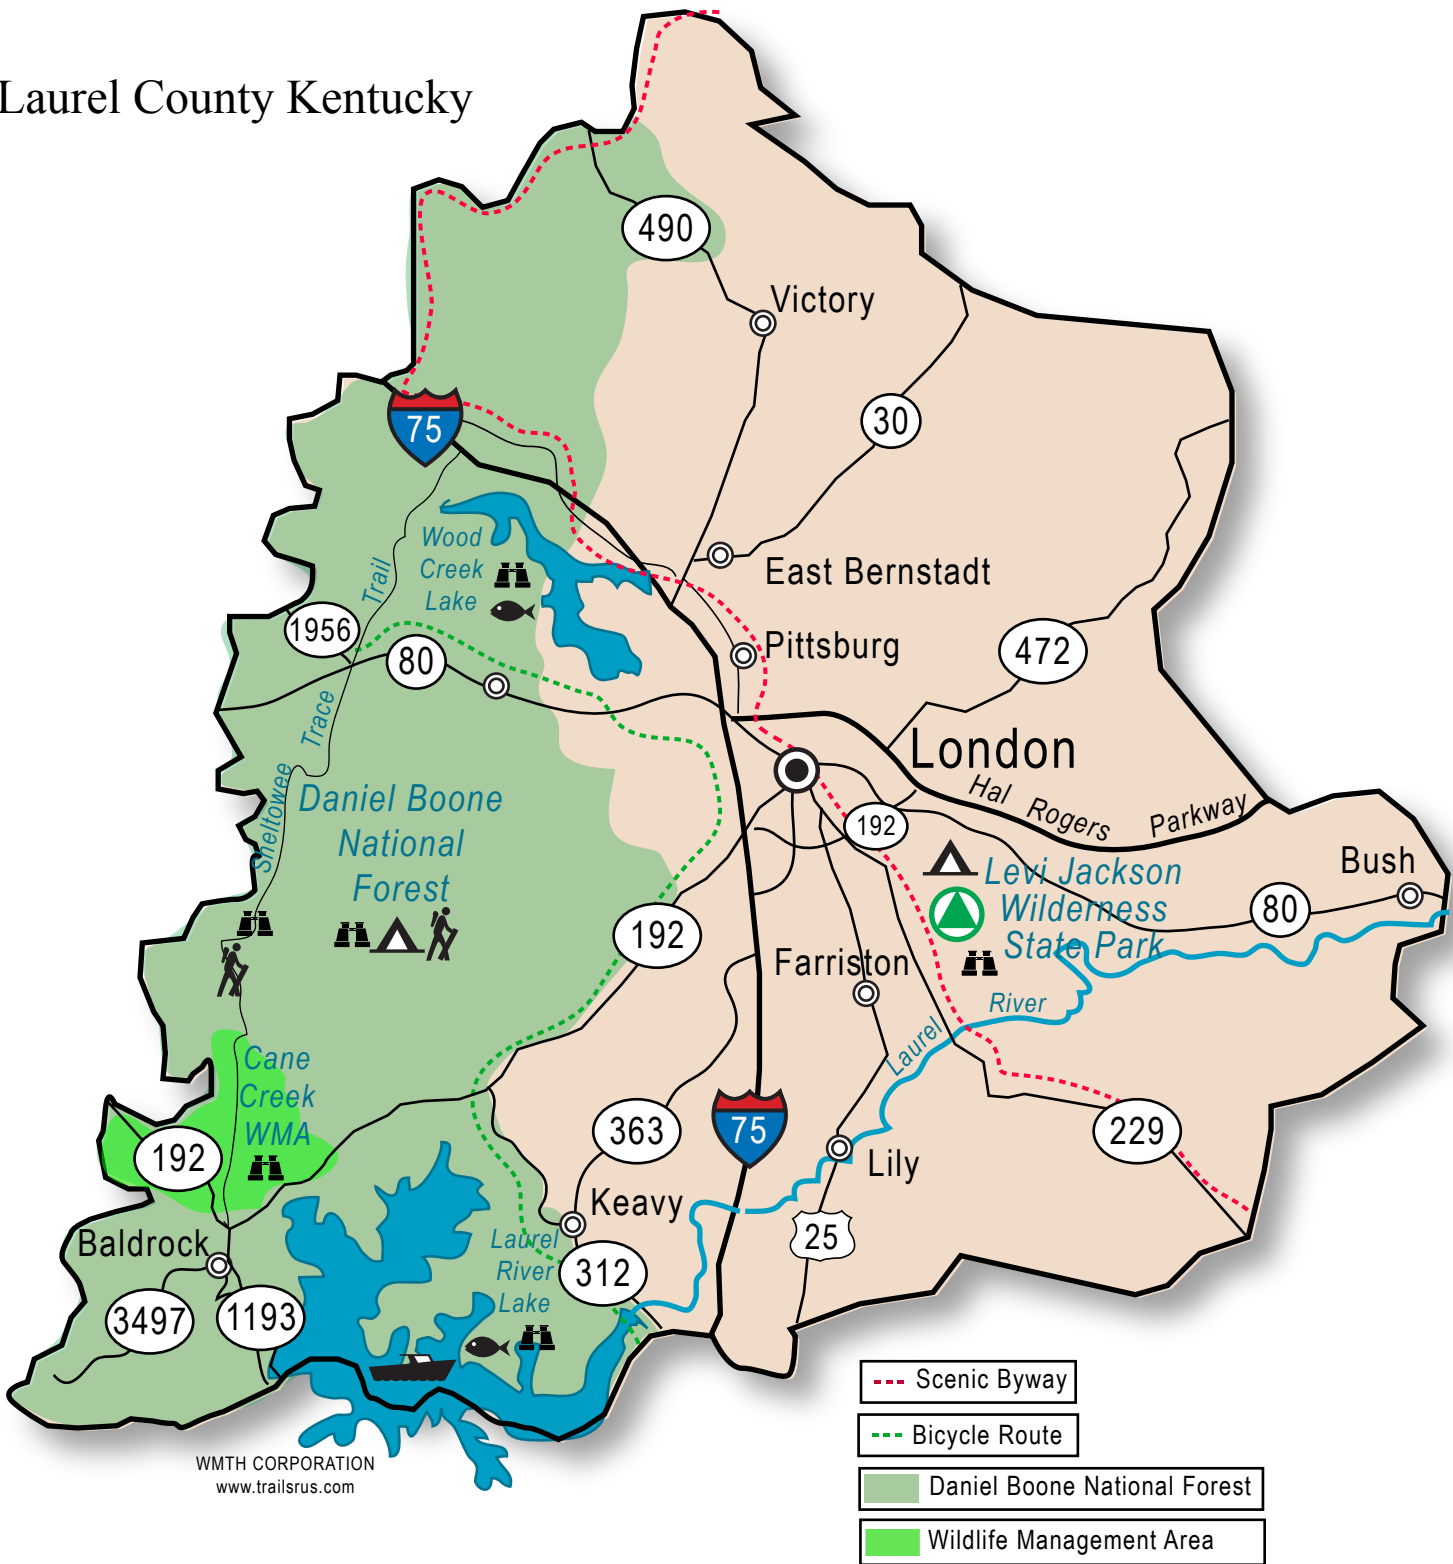 Laurel County Kentucky
490
Victory
30
75
Wood
Creek
Lake
East Bernstadt
Trail
1956
80
Pittsburg
472
Trace
London
Sheltowee
Hal Rogers Parkway
Daniel Boone
National
Forest
192
Levi Jackson
Wilderness
State Park
Bush
80
192
Farriston
River
Laurel
Cane
Creek
WMA
192
363
75
229
Lily
Keavy
25
Baldrock
Laurel
River
Lake
312
3497
1193
Scenic Byway
Bicycle Route
Daniel Boone National Forest
Wildlife Management Area
WMTH CORPORATION
www.trailsrus.com